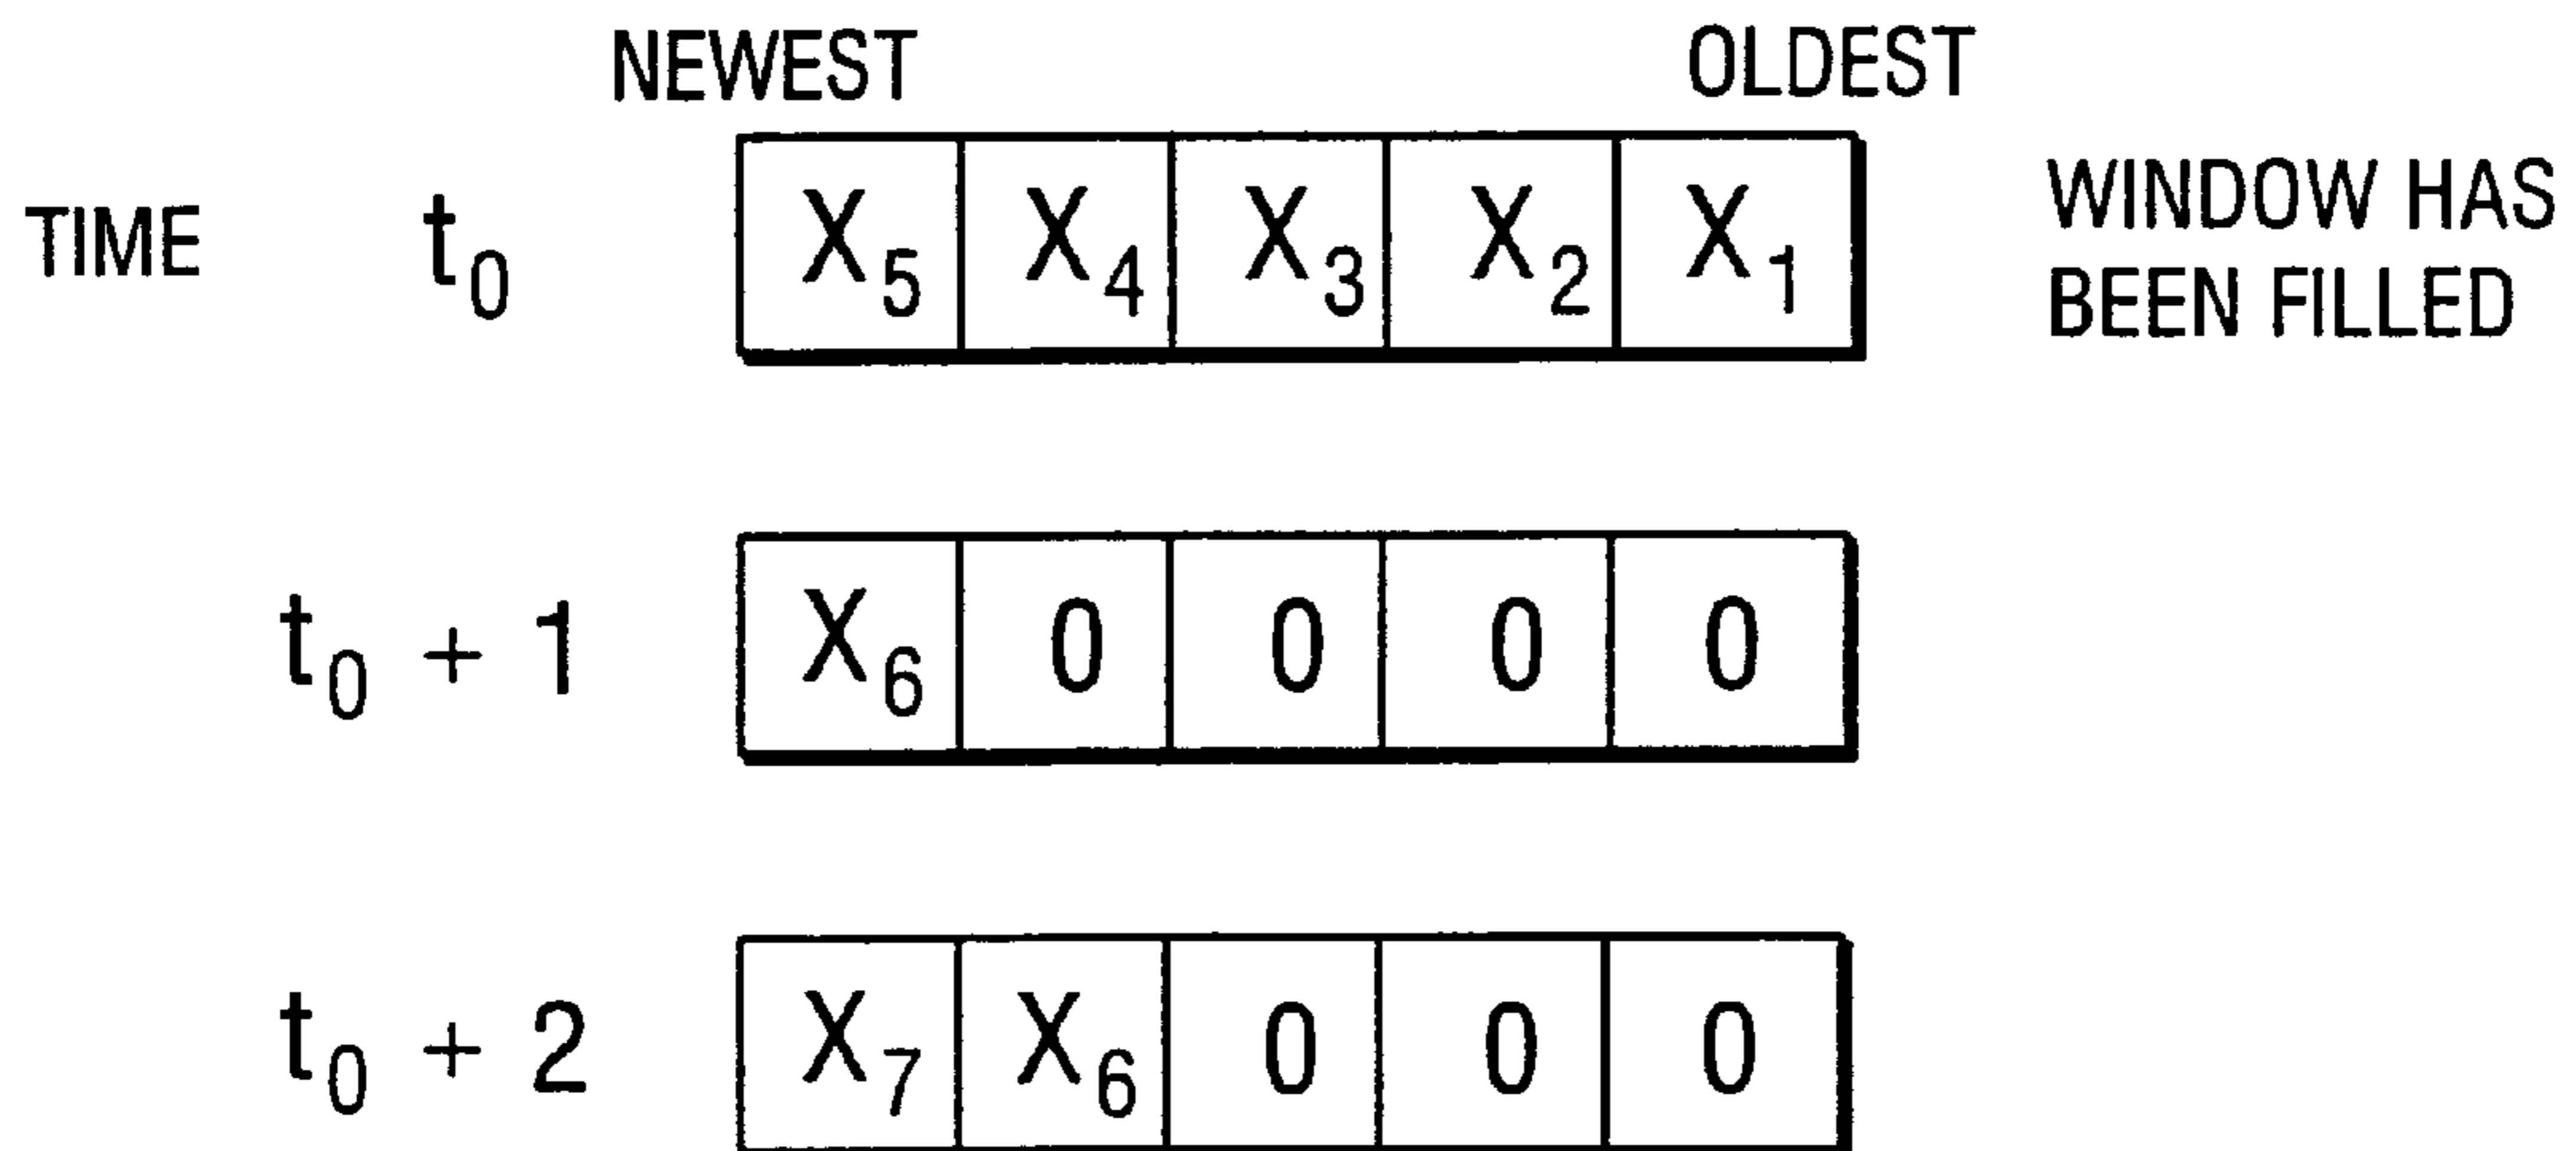 NEWEST OLDEST
TIME t₀ X₅ X₄ X₃ X₂ X₁ WINDOW HAS
BEEN FILLED
t₀ + 1 X₆ 0 0 0 0
t₀ + 2 X₇ X₆ 0 0 0